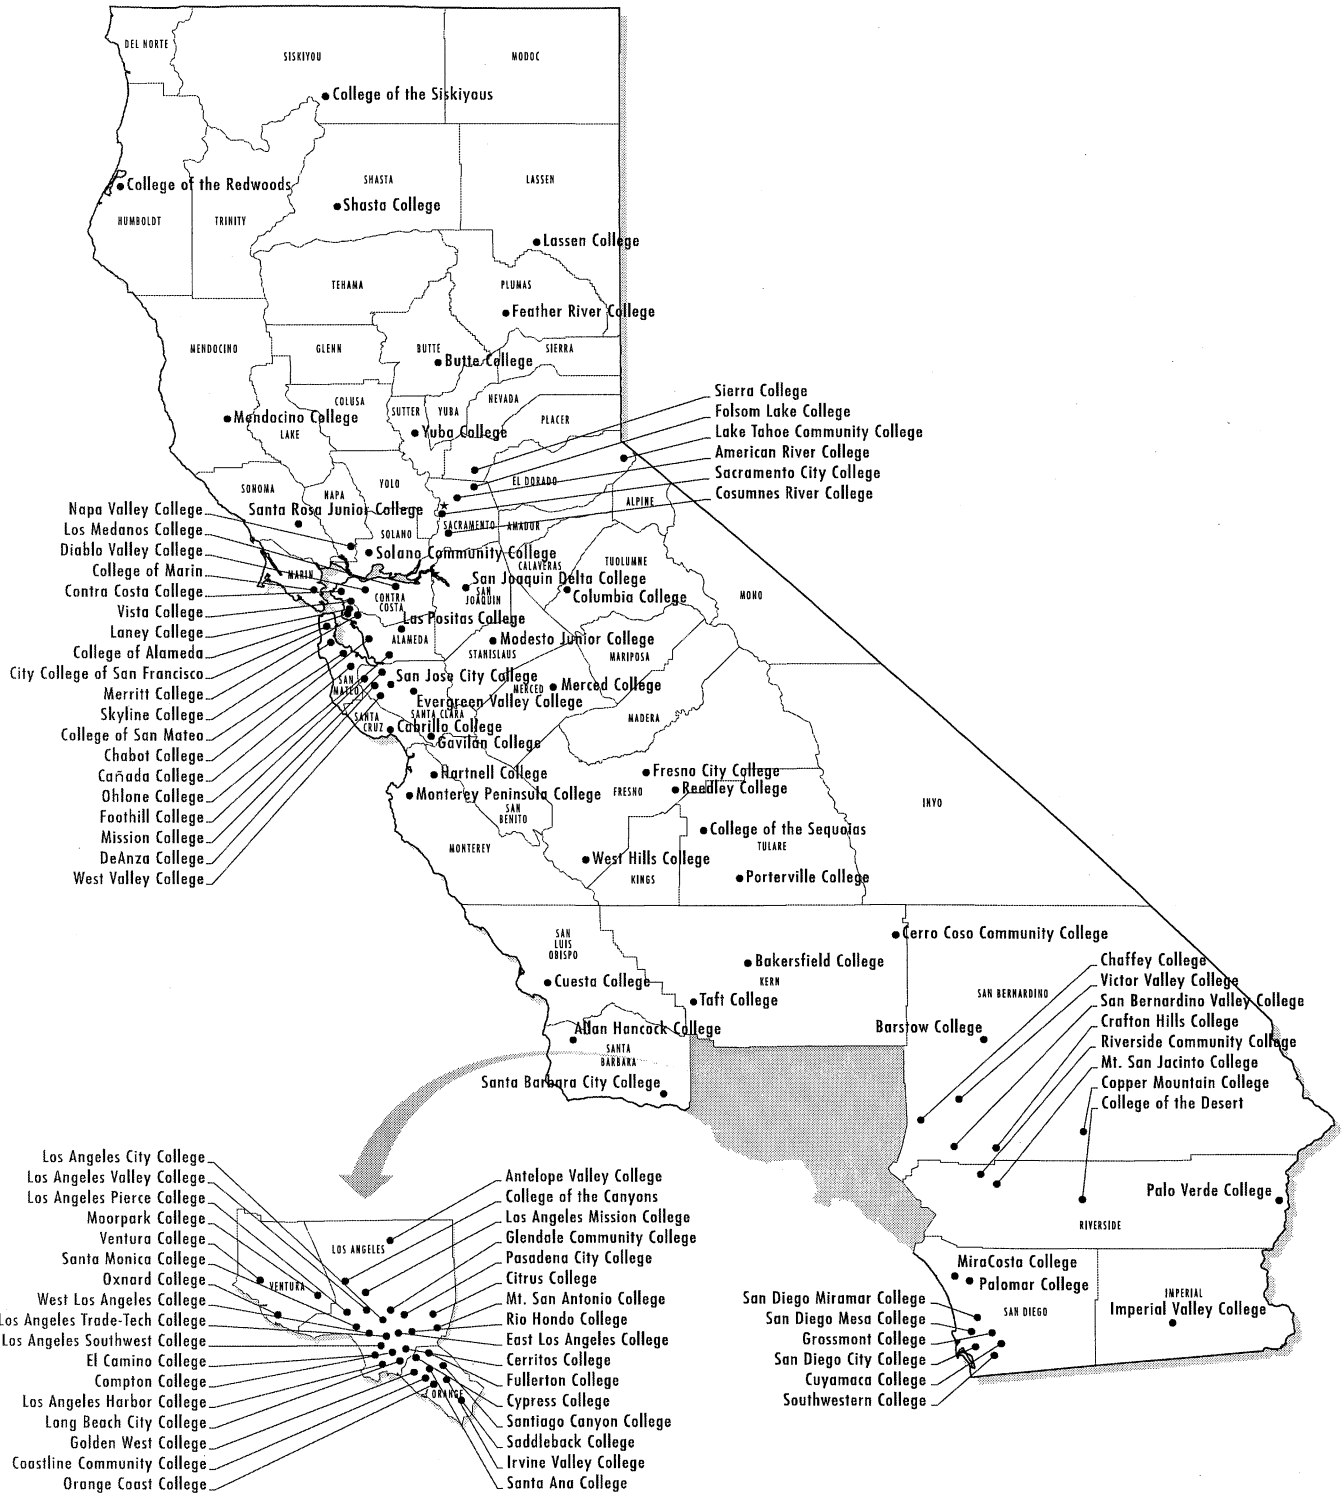 DEL NORTE
SISKIYOU
MODOC
College of the Siskiyous
College of the Redwoods
SHASTA
LASSEN
Shasta College
HUMBOLDT
TRINITY
Lassen College
TEHAMA
PLUMAS
Feather River College
MENDOCINO
GLENN
BUTTE
SIERRA
Butte College
COLUSA
SUTTER
YUBA
NEVADA
PLACER
Mendocino College
LAKE
Yuba College
Sierra College
Folsom Lake College
Lake Tahoe Community College
American River College
Sacramento City College
Cosumnes River College
SONOMA
NAPA
YOLO
EL DORADO
ALPINE
Santa Rosa Junior College
SACRAMENTO
AMADOR
SOLANO
Solano Community College
MARIN
CALAVERAS
TUOLUMNE
San Joaquin Delta College
SAN
JOAQUIN
Columbia College
MONO
CONTRA
COSTA
Las Positas College
ALAMEDA
Modesto Junior College
STANISLAUS
MARIPOSA
Napa Valley College
Los Medanos College
Diablo Valley College
College of Marin
Contra Costa College
Vista College
Laney College
College of Alameda
City College of San Francisco
Merritt College
Skyline College
College of San Mateo
Chabot College
Cañada College
Ohlone College
Foothill College
Mission College
DeAnza College
West Valley College
SAN
MATEO
San Jose City College
MERCED
Merced College
Evergreen Valley College
SANTA CLARA
SANTA
CRUZ
Cabrillo College
Gavilan College
MADERA
Hartnell College
Fresno City College
Monterey Peninsula College
FRESNO
Reedley College
SAN
BENITO
INYO
College of the Sequoias
TULARE
MONTEREY
West Hills College
KINGS
Porterville College
SAN
LUIS
OBISPO
Cerro Coso Community College
Bakersfield College
KERN
Cuesta College
Taft College
SAN BERNARDINO
Chaffey College
Victor Valley College
San Bernardino Valley College
Crafton Hills College
Riverside Community College
Mt. San Jacinto College
Copper Mountain College
College of the Desert
Allan Hancock College
Barstow College
SANTA
BARBARA
Santa Barbara City College
Palo Verde College
RIVERSIDE
MiraCosta College
Palomar College
SAN DIEGO
IMPERIAL
Imperial Valley College
San Diego Miramar College
San Diego Mesa College
Grossmont College
San Diego City College
Cuyamaca College
Southwestern College
Los Angeles City College
Los Angeles Valley College
Los Angeles Pierce College
Moorpark College
Ventura College
Santa Monica College
Oxnard College
West Los Angeles College
Los Angeles Trade-Tech College
Los Angeles Southwest College
El Camino College
Compton College
Los Angeles Harbor College
Long Beach City College
Golden West College
Coastline Community College
Orange Coast College
LOS ANGELES
VENTURA
ORANGE
Antelope Valley College
College of the Canyons
Los Angeles Mission College
Glendale Community College
Pasadena City College
Citrus College
Mt. San Antonio College
Rio Hondo College
East Los Angeles College
Cerritos College
Fullerton College
Cypress College
Santiago Canyon College
Saddleback College
Irvine Valley College
Santa Ana College